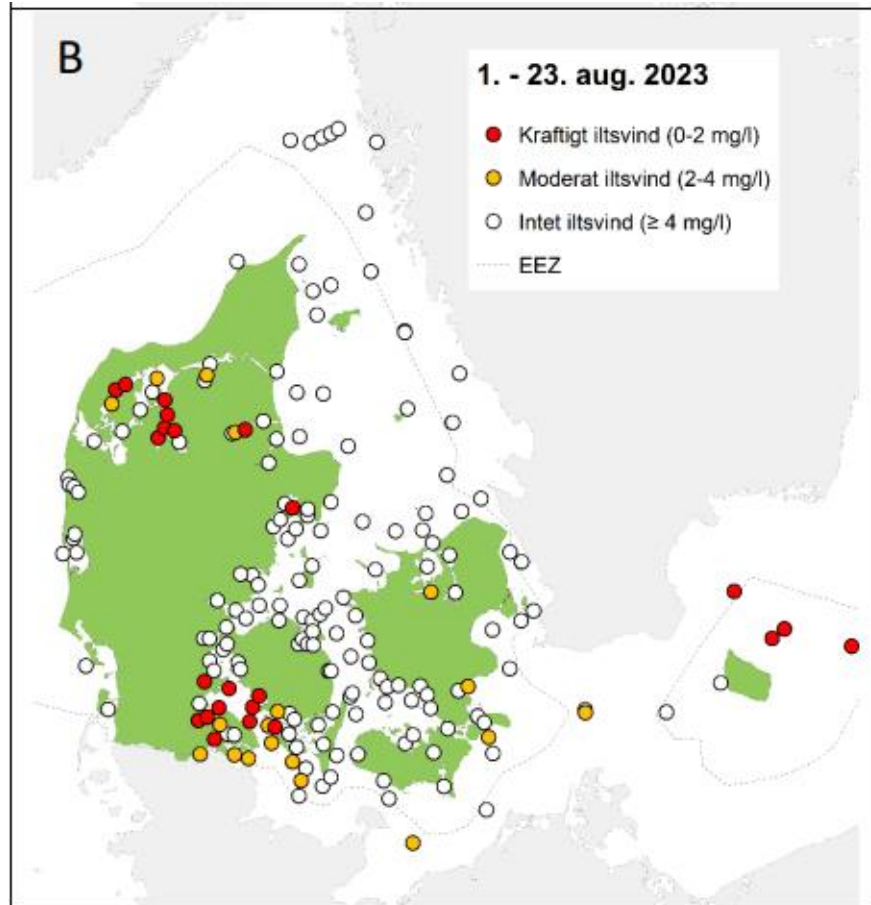 B
1. - 23. aug. 2023
Kraftigt iltsvind (0-2 mg/l)
Moderat iltsvind (2-4 mg/l)
Intet iltsvind (≥ 4 mg/l)
EEZ